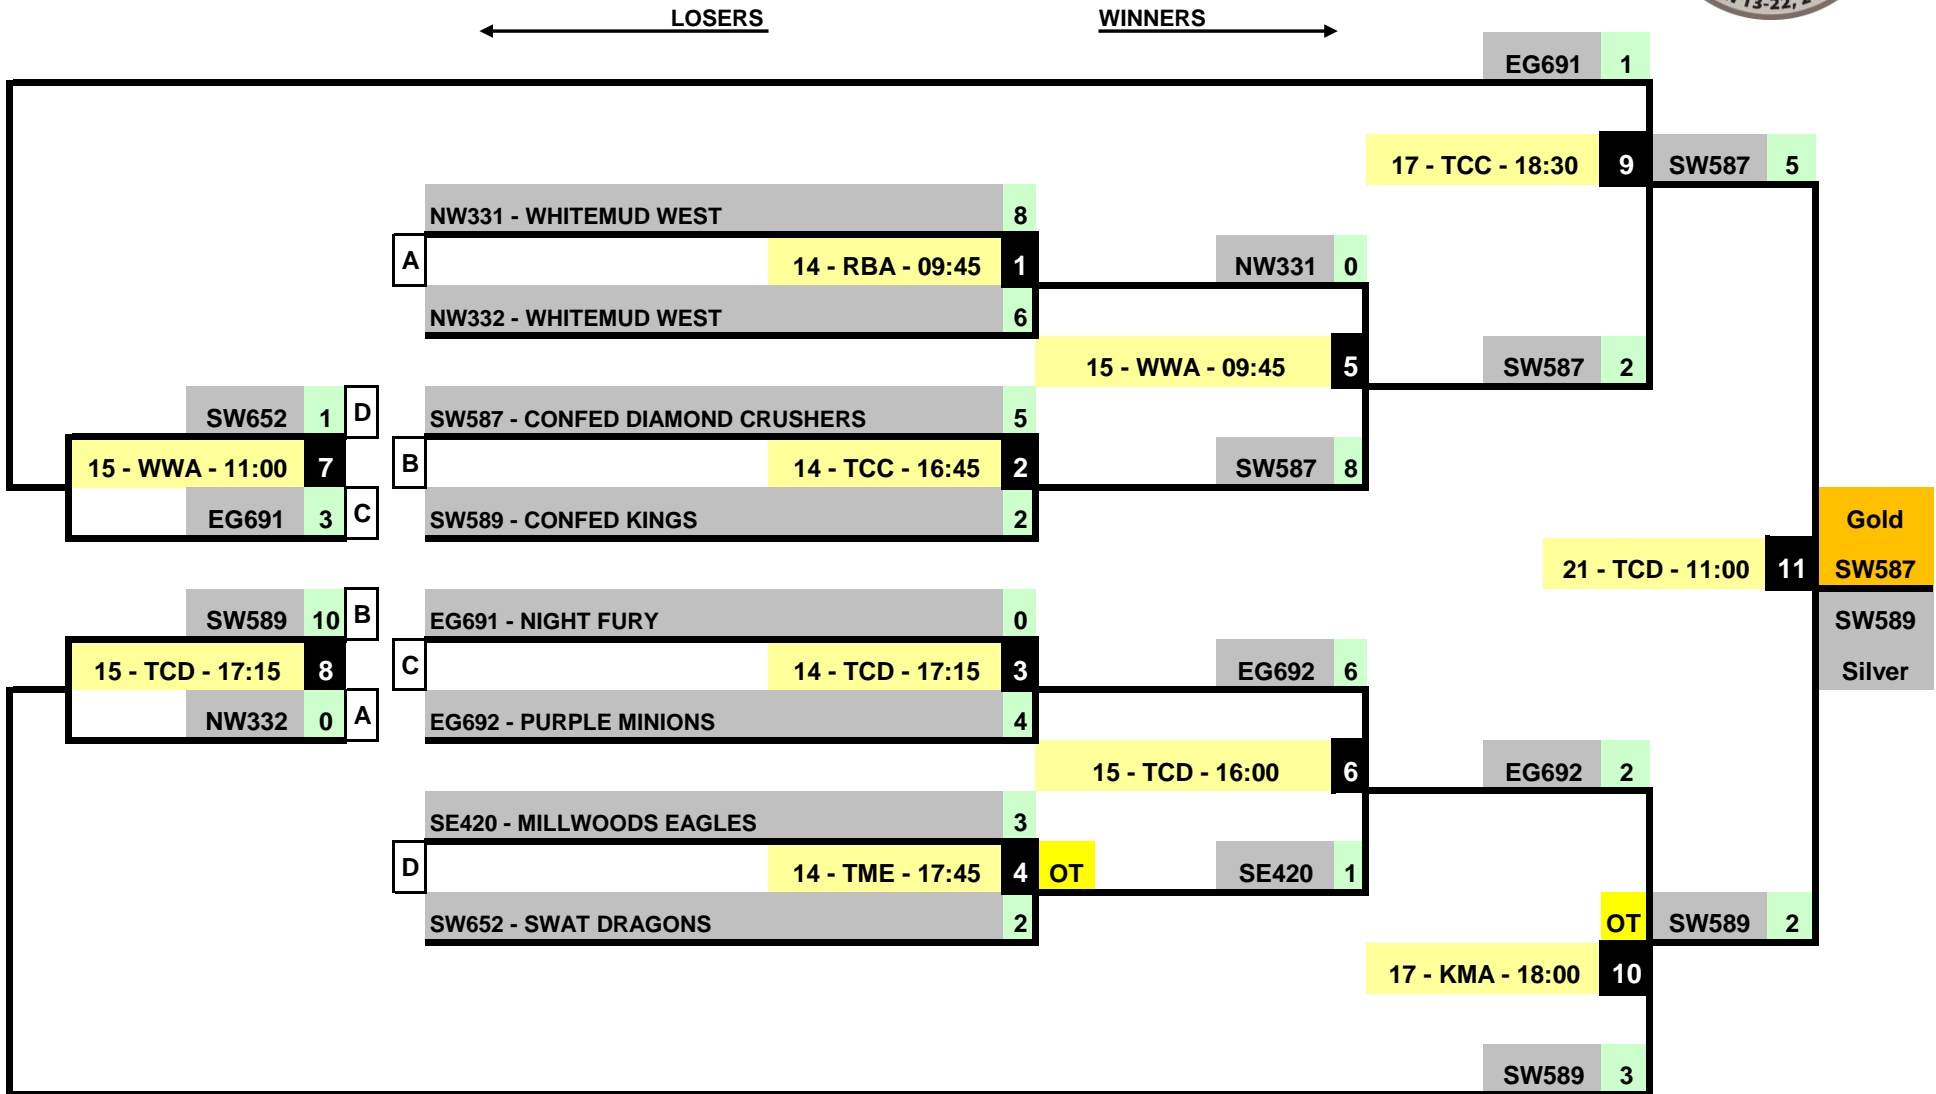 LOSERS
WINNERS
N 13-22, 2
EG691 1
17 - TCC - 18:30 9 SW587 5
NW331 - WHITEMUD WEST 8
A 14 - RBA - 09:45 1 NW331 0
NW332 - WHITEMUD WEST 6
15 - WWA - 09:45 5 SW587 2
SW652 1 D SW587 - CONFED DIAMOND CRUSHERS 5
15 - WWA - 11:00 7 B 14 - TCC - 16:45 2 SW587 8
EG691 3 C SW589 - CONFED KINGS 2 Gold
21 - TCD - 11:00 11 SW587
SW589 10 B EG691 - NIGHT FURY 0 SW589
15 - TCD - 17:15 8 C 14 - TCD - 17:15 3 EG692 6 Silver
NW332 0 A EG692 - PURPLE MINIONS 4
15 - TCD - 16:00 6 EG692 2
SE420 - MILLWOODS EAGLES 3
D 14 - TME - 17:45 4 OT SE420 1
SW652 - SWAT DRAGONS 2 OT SW589 2
17 - KMA - 18:00 10
SW589 3